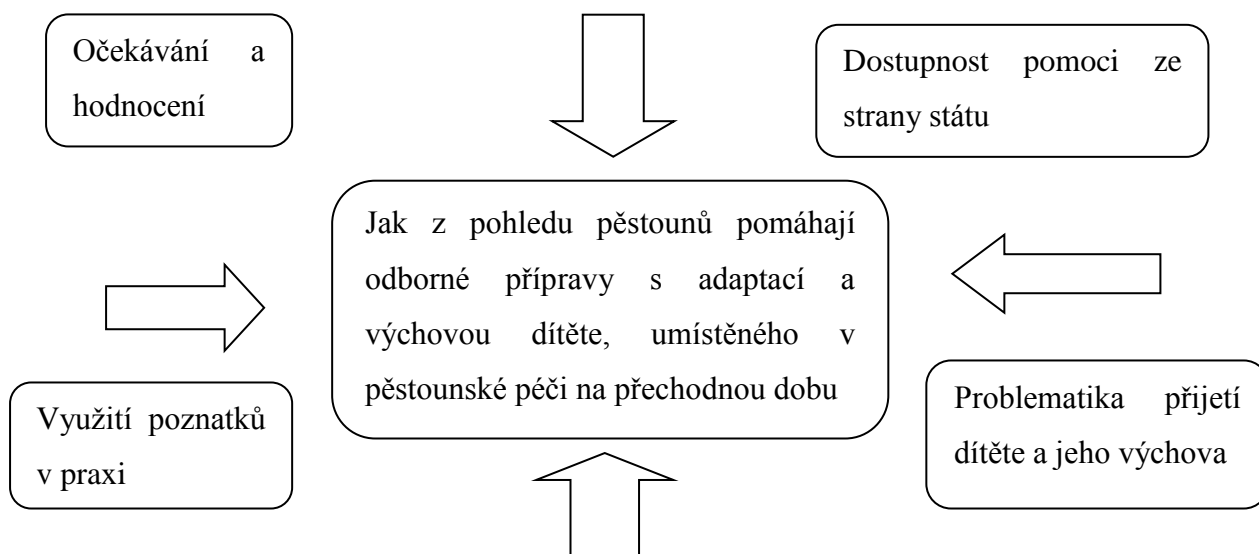 Očekávání a
hodnocení
Dostupnost pomoci ze
strany státu
Jak z pohledu pěstounů pomáhají
odborné přípravy s adaptací a
výchovou dítěte, umístěného v
pěstounské péči na přechodnou dobu
Využití poznatků
v praxi
Problematika přijetí
dítěte a jeho výchova